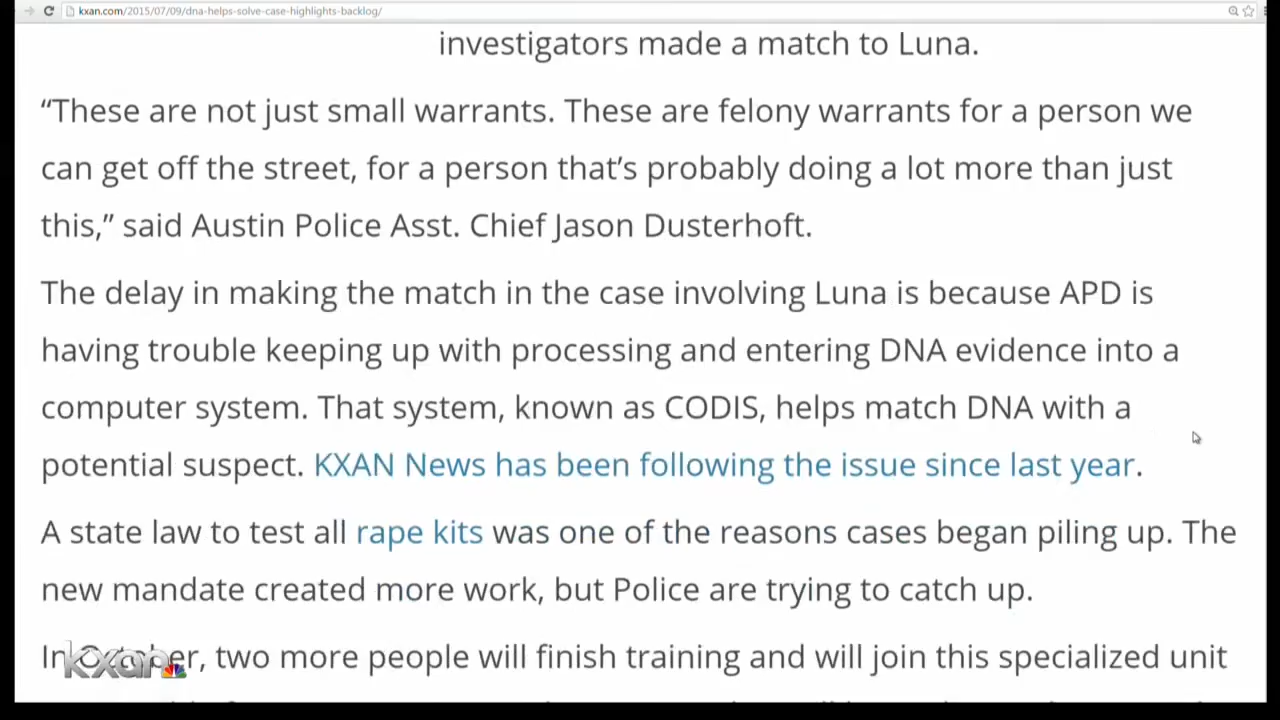 kxan.com/2015/07/09/dna-helps-solve-case-highlights-backlog/
investigators made a match to Luna.
“These are not just small warrants. These are felony warrants for a person we
can get off the street, for a person that’s probably doing a lot more than just
this,” said Austin Police Asst. Chief Jason Dusterhoft.
The delay in making the match in the case involving Luna is because APD is
having trouble keeping up with processing and entering DNA evidence into a
computer system. That system, known as CODIS, helps match DNA with a
potential suspect. KXAN News has been following the issue since last year.
A state law to test all rape kits was one of the reasons cases began piling up. The
new mandate created more work, but Police are trying to catch up.
In October, two more people will finish training and will join this specialized unit
kxan